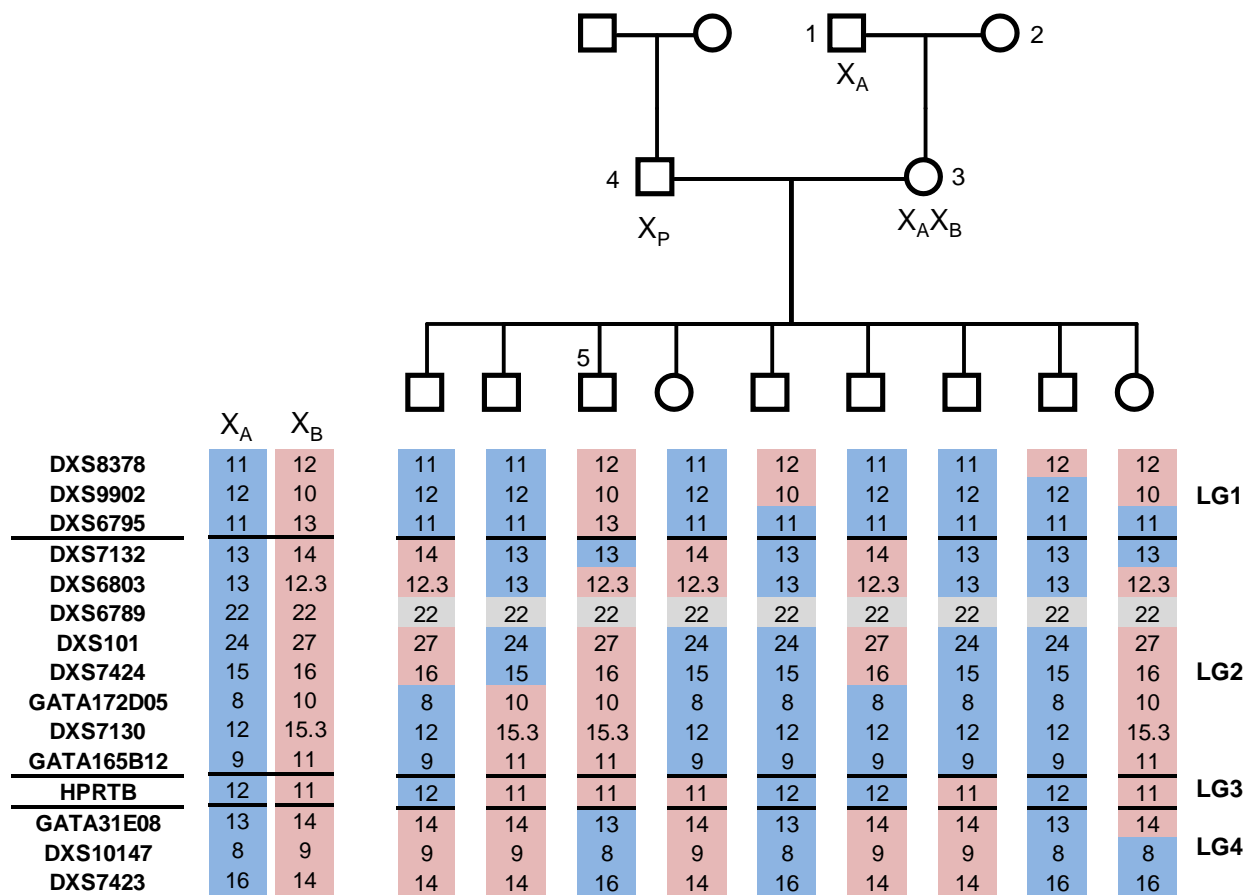 1 2
X_A
4 3
X_P X_AX_B
5
X_A X_B
DXS8378 11 12 11 11 12 11 12 11 11 12 12
DXS9902 12 10 12 12 10 12 10 12 12 12 10 LG1
DXS6795 11 13 11 11 13 11 11 11 11 11 11
DXS7132 13 14 14 13 13 14 13 14 13 13 13
DXS6803 13 12.3 12.3 13 12.3 12.3 13 12.3 13 13 12.3
DXS6789 22 22 22 22 22 22 22 22 22 22 22
DXS101 24 27 27 24 27 24 24 27 24 24 27
DXS7424 15 16 16 15 16 15 15 16 15 15 16 LG2
GATA172D05 8 10 8 10 10 8 8 8 8 8 10
DXS7130 12 15.3 12 15.3 15.3 12 12 12 12 12 15.3
GATA165B12 9 11 9 11 11 9 9 9 9 9 11
HPRTB 12 11 12 11 11 11 12 12 11 12 11 LG3
GATA31E08 13 14 14 14 13 14 13 14 14 13 14
DXS10147 8 9 9 9 8 9 8 9 9 8 8 LG4
DXS7423 16 14 14 14 16 14 16 14 14 16 16